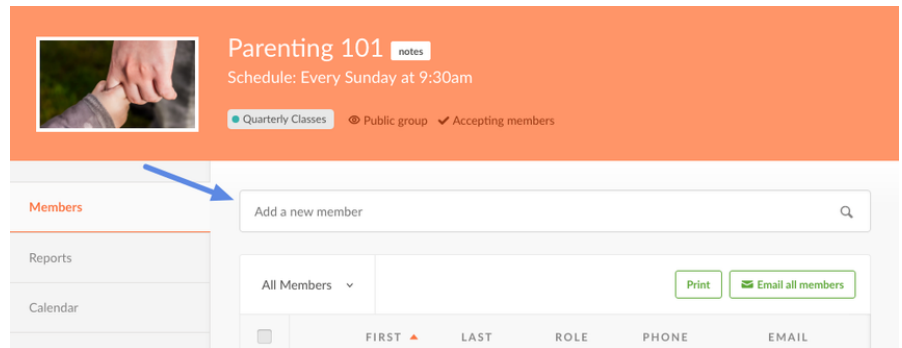 Parenting 101 notes
Schedule: Every Sunday at 9:30am
Quarterly Classes Public group Accepting members
Members
Add a new member
Reports
All Members Print Email all members
Calendar
FIRST LAST ROLE PHONE EMAIL